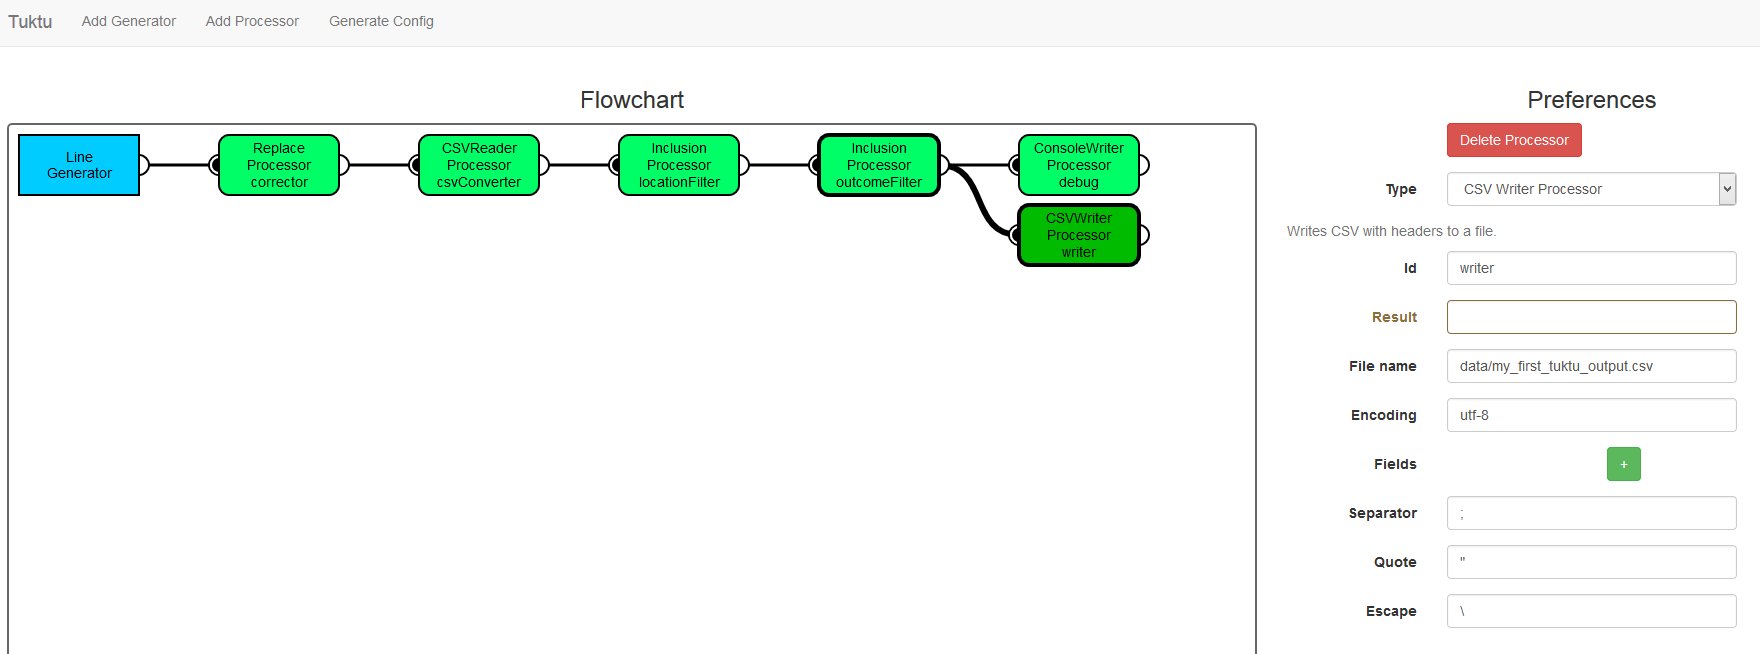 Tuktu Add Generator Add Processor Generate Config
Flowchart
Line
Generator
Replace
Processor
corrector
CSVReader
Processor
csvConverter
Inclusion
Processor
locationFilter
Inclusion
Processor
outcomeFilter
ConsoleWriter
Processor
debug
CSVWriter
Processor
writer
Preferences
Delete Processor
Type CSV Writer Processor
Writes CSV with headers to a file.
Id writer
Result
File name data/my_first_tuktu_output.csv
Encoding utf-8
Fields +
Separator ;
Quote "
Escape \